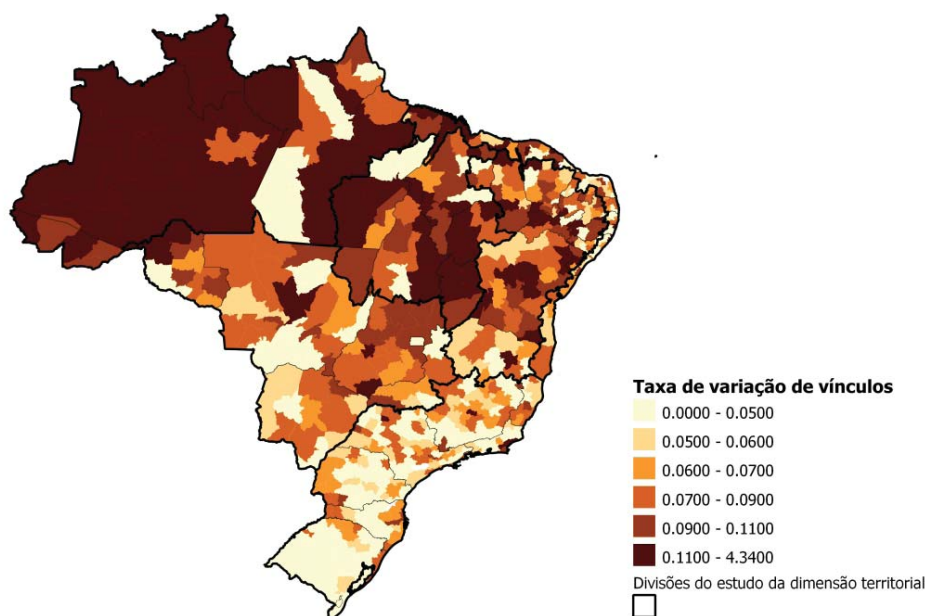 Taxa de variação de vínculos
0.0000 - 0.0500
0.0500 - 0.0600
0.0600 - 0.0700
0.0700 - 0.0900
0.0900 - 0.1100
0.1100 - 4.3400
Divisões do estudo da dimensão territorial